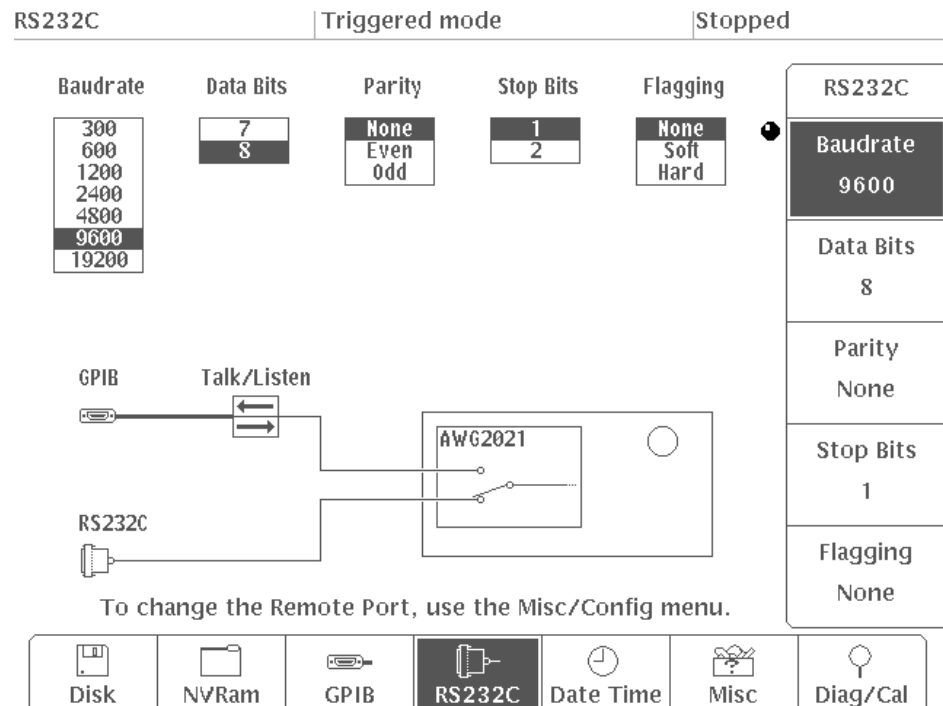 RS232C Triggered mode Stopped
Baudrate Data Bits Parity Stop Bits Flagging
300
600
1200
2400
4800
9600
19200
7
8
None
Even
Odd
1
2
None
Soft
Hard
GPIB Talk/Listen
AWG2021
RS232C
To change the Remote Port, use the Misc/Config menu.
RS232C
Baudrate
9600
Data Bits
8
Parity
None
Stop Bits
1
Flagging
None
Disk NVRam GPIB RS232C Date Time Misc Diag/Cal